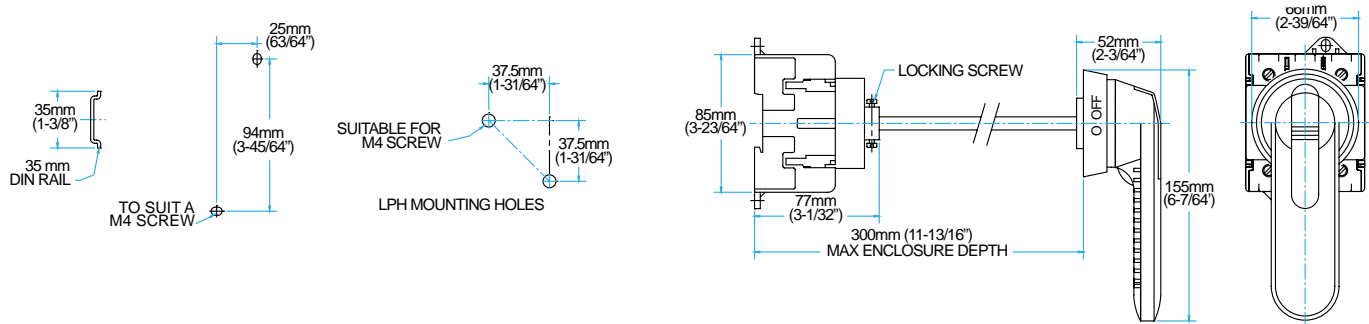 25mm
(63/64”)
35mm
(1-3/8”)
94mm
(3-45/64”)
35 mm
DIN RAIL
TO SUIT A
M4 SCREW
37.5mm
(1-31/64”)
SUITABLE FOR
M4 SCREW
37.5mm
(1-31/64”)
LPH MOUNTING HOLES
52mm
(2-3/64”)
LOCKING SCREW
85mm
(3-23/64”)
O OFF
77mm
(3-1/32”)
300mm (11-13/16”)
MAX ENCLOSURE DEPTH
155mm
(6-7/64’)
66mm
(2-39/64”)